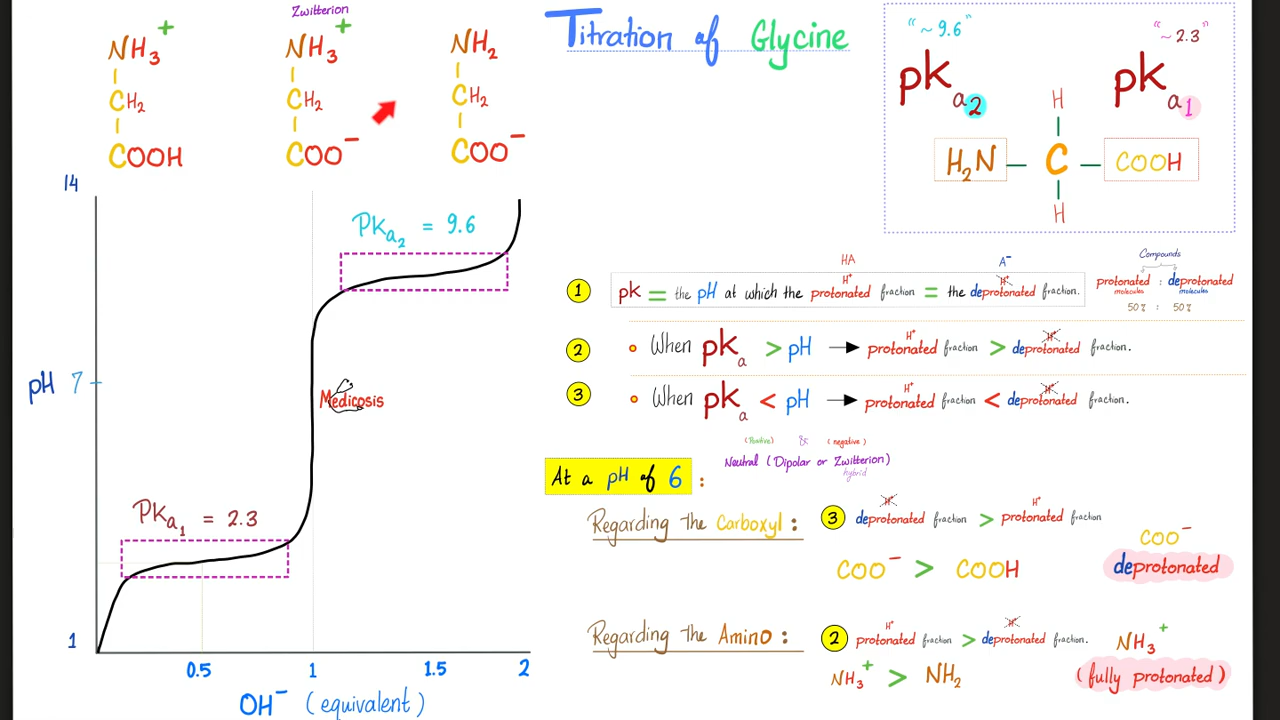 Zwitterion
NH3+
CH2
COOH
NH3+
CH2
COO−
NH2
CH2
COO−
Titration of Glycine
"~ 9.6"
"~ 2.3"
pka2
pka1
H
H2N C COOH
H
14
pH 7
1
PKa2 = 9.6
Medicosis
PKa1 = 2.3
0.5 1 1.5 2
OH− (equivalent)
HA A− Compounds
1 pK = the pH at which the protonated fraction = the deprotonated fraction.
H+ H+
protonated : deprotonated
molecules molecules
50% : 50%
H+ H+
2 • When pKa > pH → protonated fraction > deprotonated fraction.
H+ H+
3 • When pKa < pH → protonated fraction < deprotonated fraction.
(Positive) & (negative)
Neutral (Dipolar or Zwitterion)
hybrid
At a pH of 6 :
H+ H+
Regarding the Carboxyl: 3 deprotonated fraction > protonated fraction
COO− > COOH
COO−
deprotonated
H+ H+
Regarding the Amino: 2 protonated fraction > deprotonated fraction.
NH3+ > NH2
NH3+
(fully protonated)